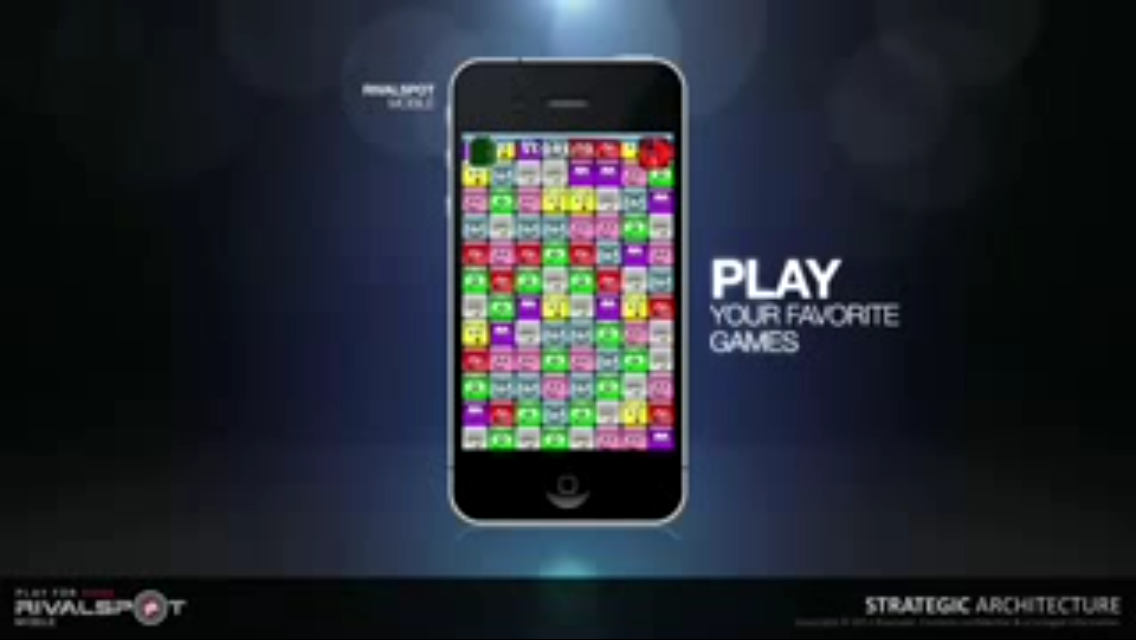 RIVALSPOT
MOBILE
PLAY
YOUR FAVORITE
GAMES
PLAY FOR
RIVALSPOT
MOBILE
STRATEGIC ARCHITECTURE